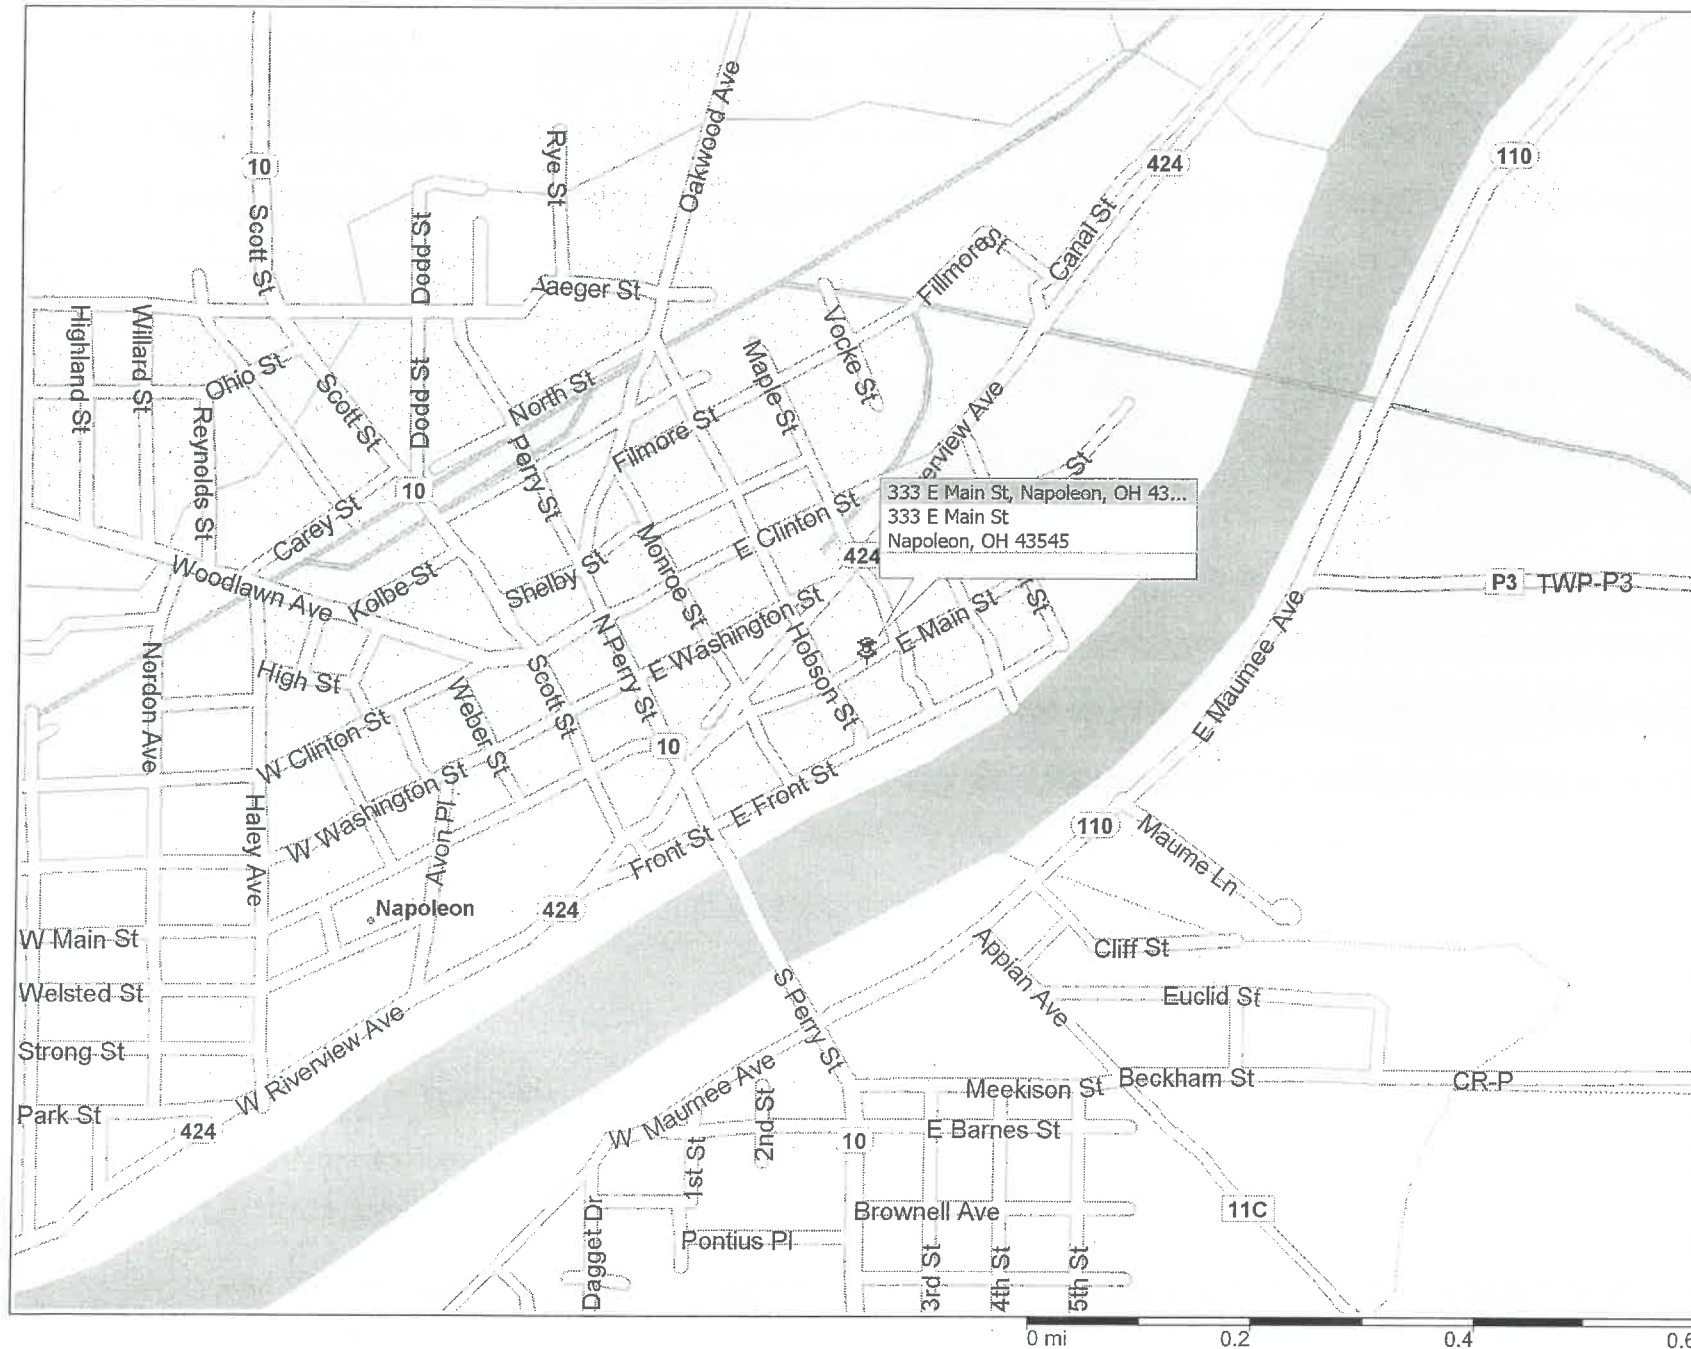 Oakwood Ave
Rye St
10
424
110
Scott St
Dodd St
Canal St
Fillmore St
Jaeger St
Highland St
Willard St
Vocke St
Maple St
Ohio St
Scott St
Dodd St
North St
Reynolds St
Perry St
Filmore St
erview Ave
St
10
333 E Main St, Napoleon, OH 43...
333 E Main St
Napoleon, OH 43545
Carey St
E Clinton St
424
Monroe St
Woodlawn Ave
Kolbe St
Shelby St
P3
TWP-P3
St
E Washington St
E Main St
N Perry St
Hobson St
E Maumee Ave
Nordon Ave
High St
Scott St
Weber St
W Clinton St
10
W Washington St
Haley Ave
Avon Pl
E Front St
Front St
110
Maume Ln
Napoleon
424
W Main St
Appian Ave
Cliff St
Welsted St
Euclid St
S Perry St
Strong St
W Riverview Ave
W Maumee Ave
Meekison St
Beckham St
CR-P
Park St
424
2nd St
E Barnes St
10
1st St
11C
Brownell Ave
Dagget Dr
Pontius Pl
3rd St
4th St
5th St
0 mi
0.2
0.4
0.6